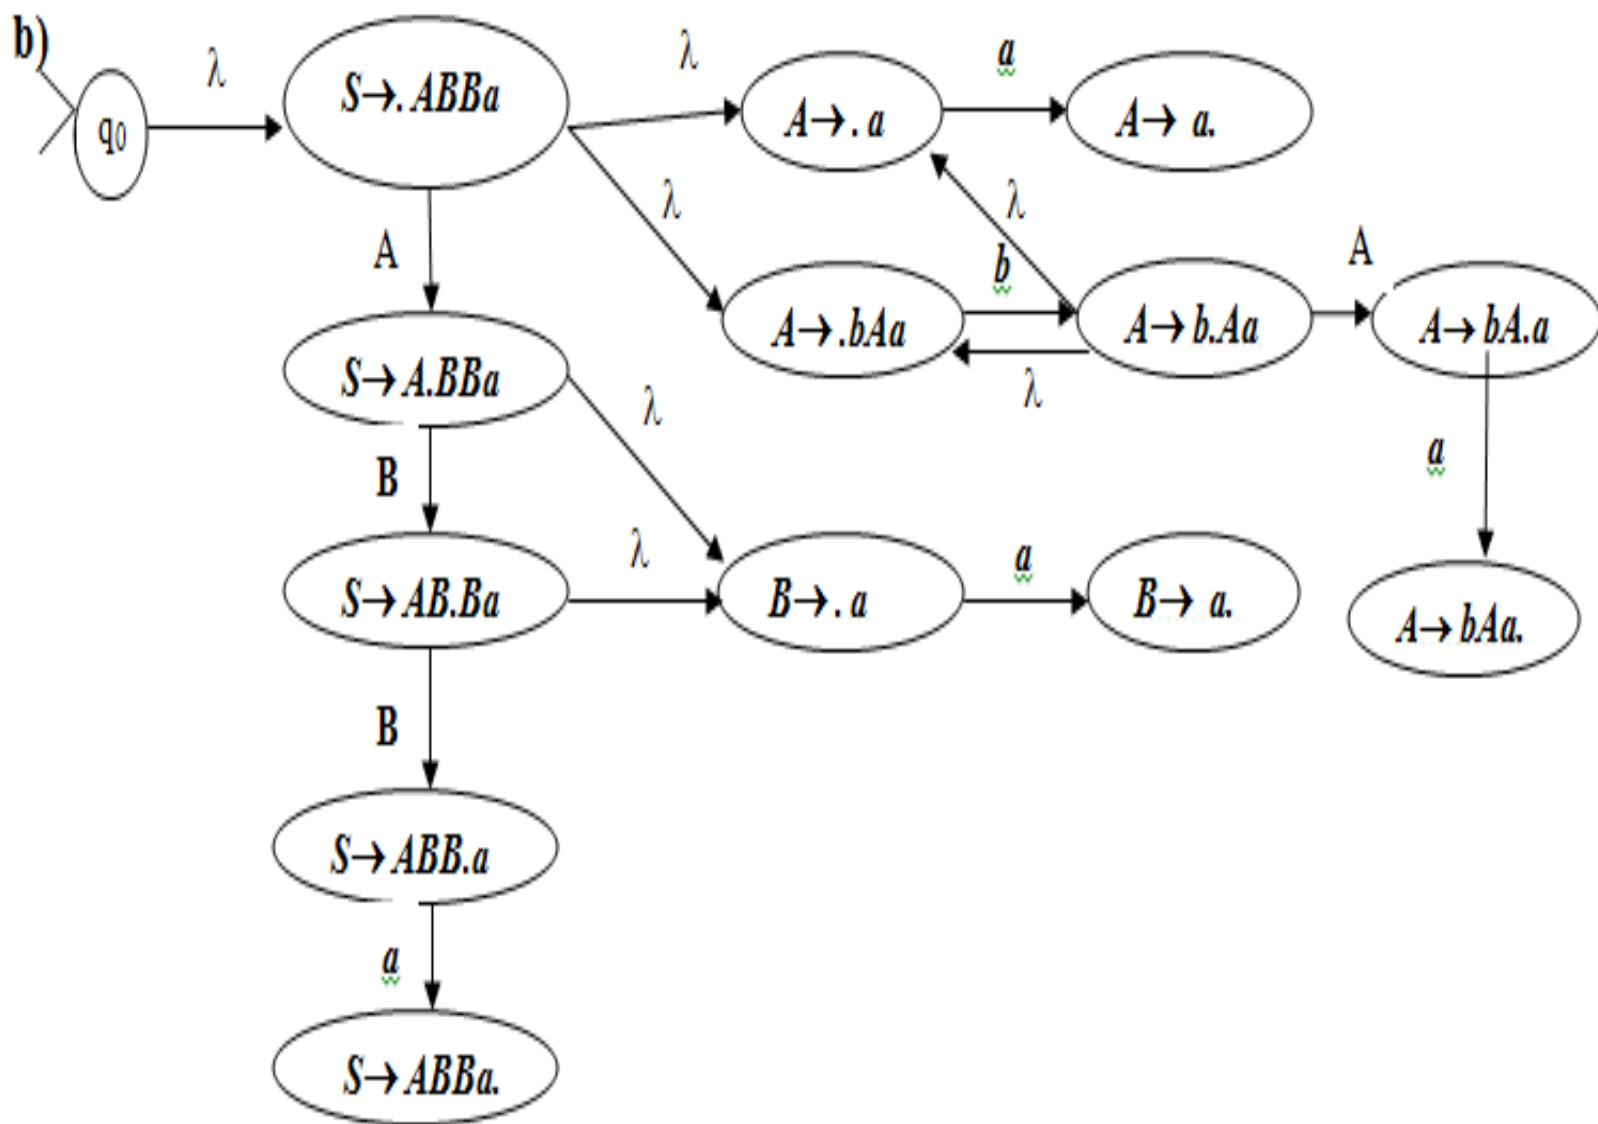 b)
q0
λ
S→. ABBa
λ
A→. a
a
A→ a.
λ
A→.bAa
b
λ
A→b.Aa
λ
A
A→bA.a
a
A→bAa.
A
S→A.BBa
λ
B
S→AB.Ba
λ
B→. a
a
B→ a.
B
S→ABB.a
a
S→ABBa.